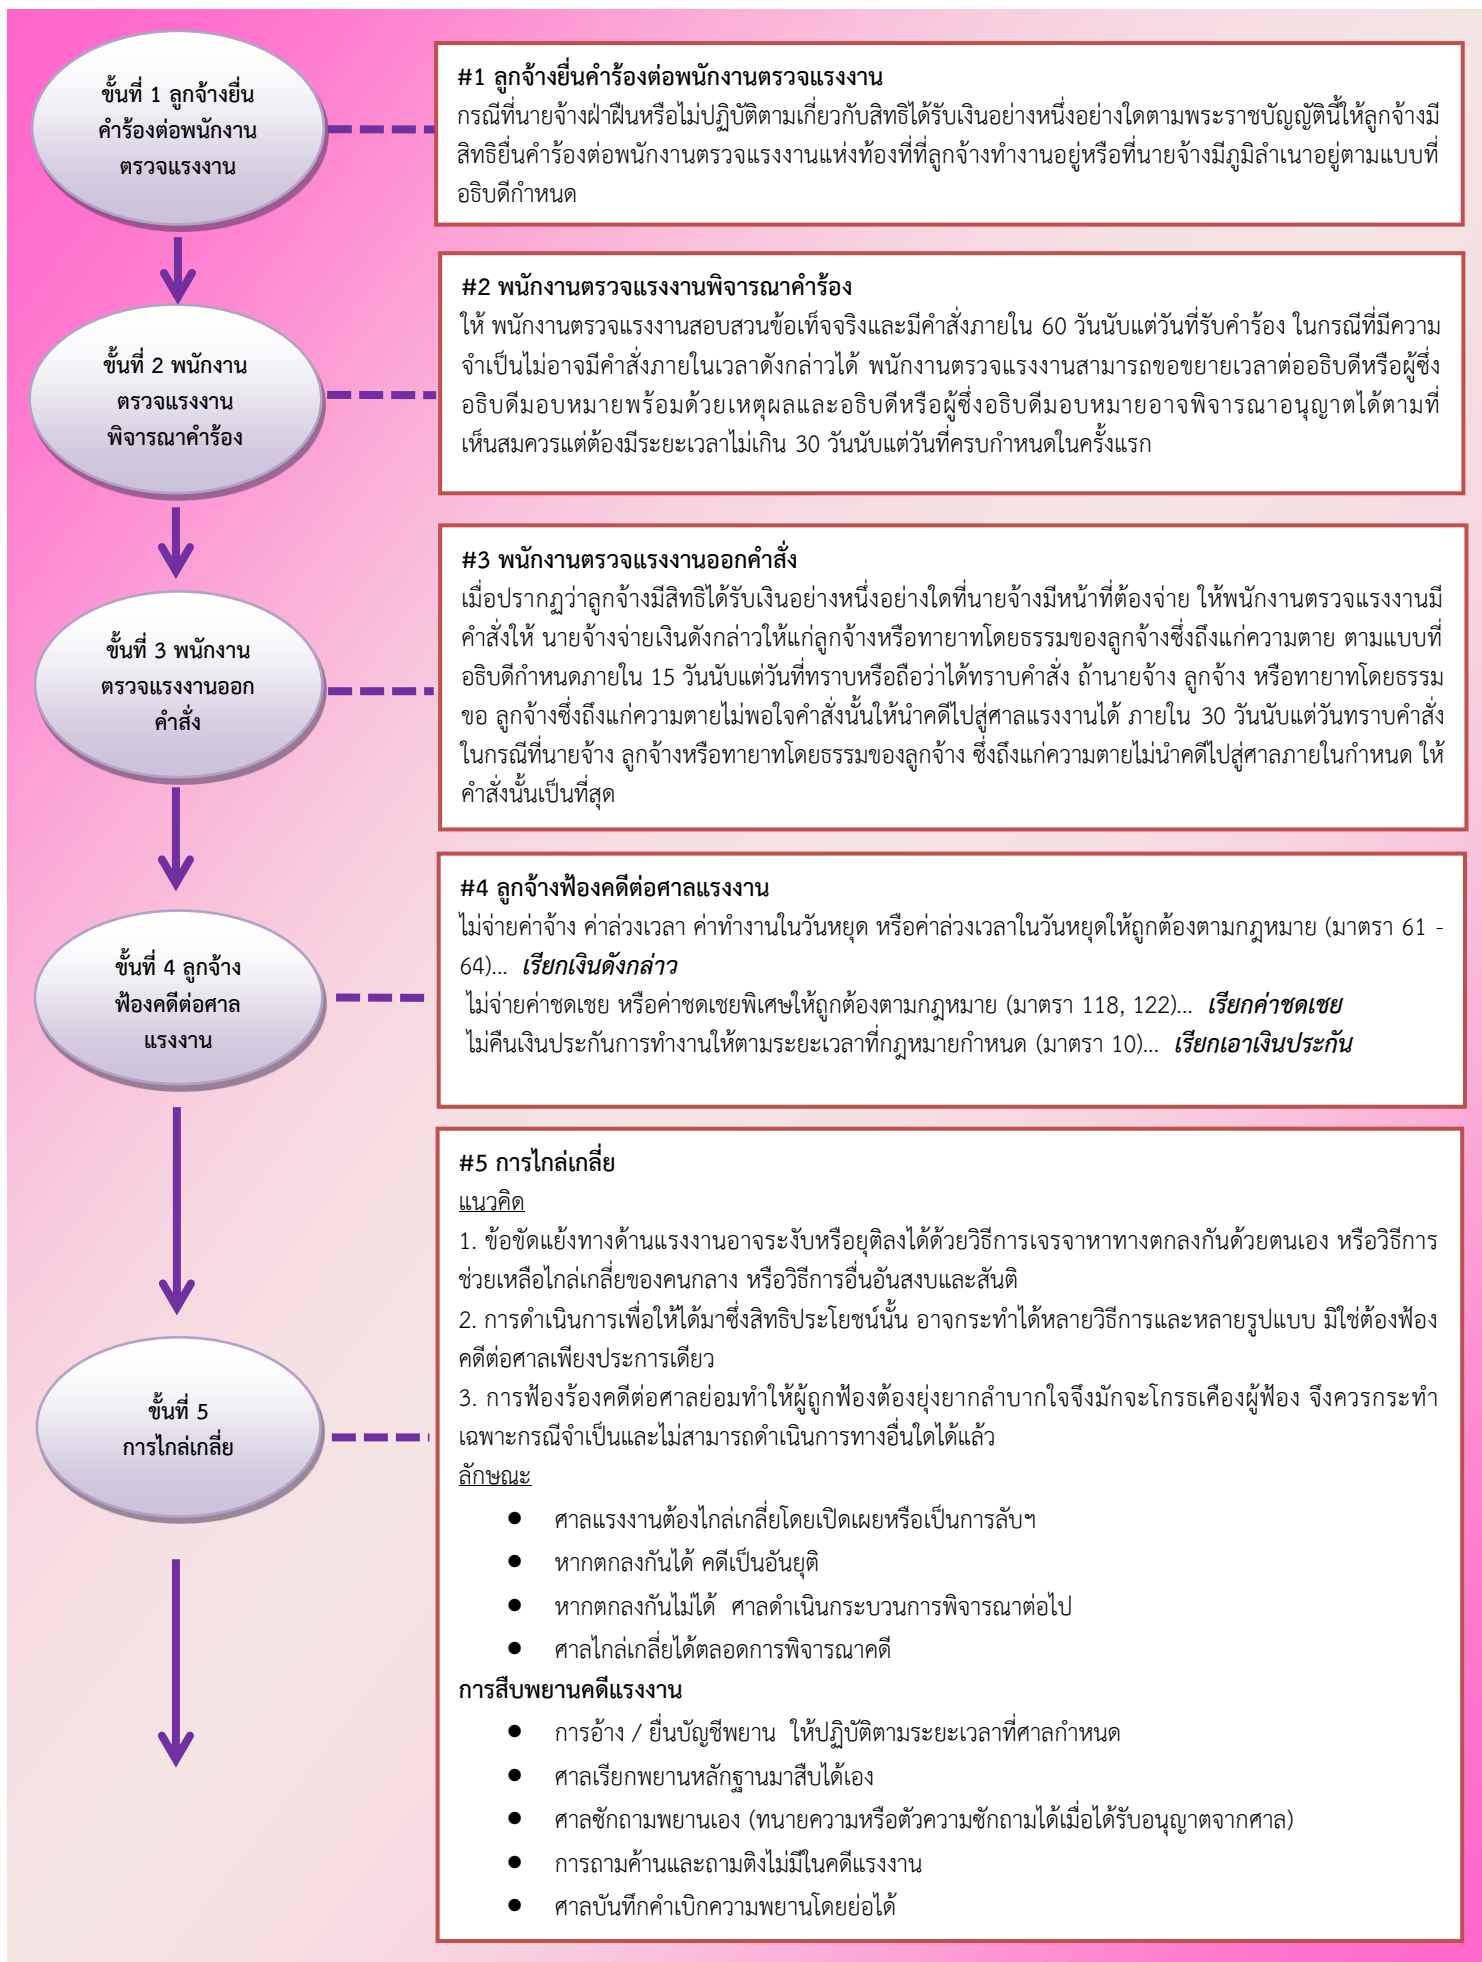 ขั้นที่ 1 ลูกจ้างยื่น
คำร้องต่อพนักงาน
ตรวจแรงงาน
#1 ลูกจ้างยื่นคำร้องต่อพนักงานตรวจแรงงาน
กรณีที่นายจ้างฝ่าฝืนหรือไม่ปฏิบัติตามเกี่ยวกับสิทธิได้รับเงินอย่างหนึ่งอย่างใดตามพระราชบัญญัตินี้ให้ลูกจ้างมี
สิทธิยื่นคำร้องต่อพนักงานตรวจแรงงานแห่งท้องที่ที่ลูกจ้างทำงานอยู่หรือที่นายจ้างมีภูมิลำเนาอยู่ตามแบบที่
อธิบดีกำหนด
ขั้นที่ 2 พนักงาน
ตรวจแรงงาน
พิจารณาคำร้อง
#2 พนักงานตรวจแรงงานพิจารณาคำร้อง
ให้ พนักงานตรวจแรงงานสอบสวนข้อเท็จจริงและมีคำสั่งภายใน 60 วันนับแต่วันที่รับคำร้อง ในกรณีที่มีความ
จำเป็นไม่อาจมีคำสั่งภายในเวลาดังกล่าวได้ พนักงานตรวจแรงงานสามารถขอขยายเวลาต่ออธิบดีหรือผู้ซึ่ง
อธิบดีมอบหมายพร้อมด้วยเหตุผลและอธิบดีหรือผู้ซึ่งอธิบดีมอบหมายอาจพิจารณาอนุญาตได้ตามที่
เห็นสมควรแต่ต้องมีระยะเวลาไม่เกิน 30 วันนับแต่วันที่ครบกำหนดในครั้งแรก
ขั้นที่ 3 พนักงาน
ตรวจแรงงานออก
คำสั่ง
#3 พนักงานตรวจแรงงานออกคำสั่ง
เมื่อปรากฏว่าลูกจ้างมีสิทธิได้รับเงินอย่างหนึ่งอย่างใดที่นายจ้างมีหน้าที่ต้องจ่าย ให้พนักงานตรวจแรงงานมี
คำสั่งให้ นายจ้างจ่ายเงินดังกล่าวให้แก่ลูกจ้างหรือทายาทโดยธรรมของลูกจ้างซึ่งถึงแก่ความตาย ตามแบบที่
อธิบดีกำหนดภายใน 15 วันนับแต่วันที่ทราบหรือถือว่าได้ทราบคำสั่ง ถ้านายจ้าง ลูกจ้าง หรือทายาทโดยธรรม
ขอ ลูกจ้างซึ่งถึงแก่ความตายไม่พอใจคำสั่งนั้นให้นำคดีไปสู่ศาลแรงงานได้ ภายใน 30 วันนับแต่วันทราบคำสั่ง
ในกรณีที่นายจ้าง ลูกจ้างหรือทายาทโดยธรรมของลูกจ้าง ซึ่งถึงแก่ความตายไม่นำคดีไปสู่ศาลภายในกำหนด ให้
คำสั่งนั้นเป็นที่สุด
ขั้นที่ 4 ลูกจ้าง
ฟ้องคดีต่อศาล
แรงงาน
#4 ลูกจ้างฟ้องคดีต่อศาลแรงงาน
ไม่จ่ายค่าจ้าง ค่าล่วงเวลา ค่าทำงานในวันหยุด หรือค่าล่วงเวลาในวันหยุดให้ถูกต้องตามกฎหมาย (มาตรา 61 -
64)... เรียกเงินดังกล่าว
ไม่จ่ายค่าชดเชย หรือค่าชดเชยพิเศษให้ถูกต้องตามกฎหมาย (มาตรา 118, 122)... เรียกค่าชดเชย
ไม่คืนเงินประกันการทำงานให้ตามระยะเวลาที่กฎหมายกำหนด (มาตรา 10)... เรียกเอาเงินประกัน
ขั้นที่ 5
การไกล่เกลี่ย
#5 การไกล่เกลี่ย
แนวคิด
1. ข้อขัดแย้งทางด้านแรงงานอาจระงับหรือยุติลงได้ด้วยวิธีการเจรจาหาทางตกลงกันด้วยตนเอง หรือวิธีการ
ช่วยเหลือไกล่เกลี่ยของคนกลาง หรือวิธีการอื่นอันสงบและสันติ
2. การดำเนินการเพื่อให้ได้มาซึ่งสิทธิประโยชน์นั้น อาจกระทำได้หลายวิธีการและหลายรูปแบบ มิใช่ต้องฟ้อง
คดีต่อศาลเพียงประการเดียว
3. การฟ้องร้องคดีต่อศาลย่อมทำให้ผู้ถูกฟ้องต้องยุ่งยากลำบากใจจึงมักจะโกรธเคืองผู้ฟ้อง จึงควรกระทำ
เฉพาะกรณีจำเป็นและไม่สามารถดำเนินการทางอื่นใดได้แล้ว
ลักษณะ
● ศาลแรงงานต้องไกล่เกลี่ยโดยเปิดเผยหรือเป็นการลับฯ
● หากตกลงกันได้ คดีเป็นอันยุติ
● หากตกลงกันไม่ได้ ศาลดำเนินกระบวนการพิจารณาต่อไป
● ศาลไกล่เกลี่ยได้ตลอดการพิจารณาคดี
การสืบพยานคดีแรงงาน
● การอ้าง / ยื่นบัญชีพยาน ให้ปฏิบัติตามระยะเวลาที่ศาลกำหนด
● ศาลเรียกพยานหลักฐานมาสืบได้เอง
● ศาลซักถามพยานเอง (ทนายความหรือตัวความซักถามได้เมื่อได้รับอนุญาตจากศาล)
● การถามค้านและถามติงไม่มีในคดีแรงงาน
● ศาลบันทึกคำเบิกความพยานโดยย่อได้